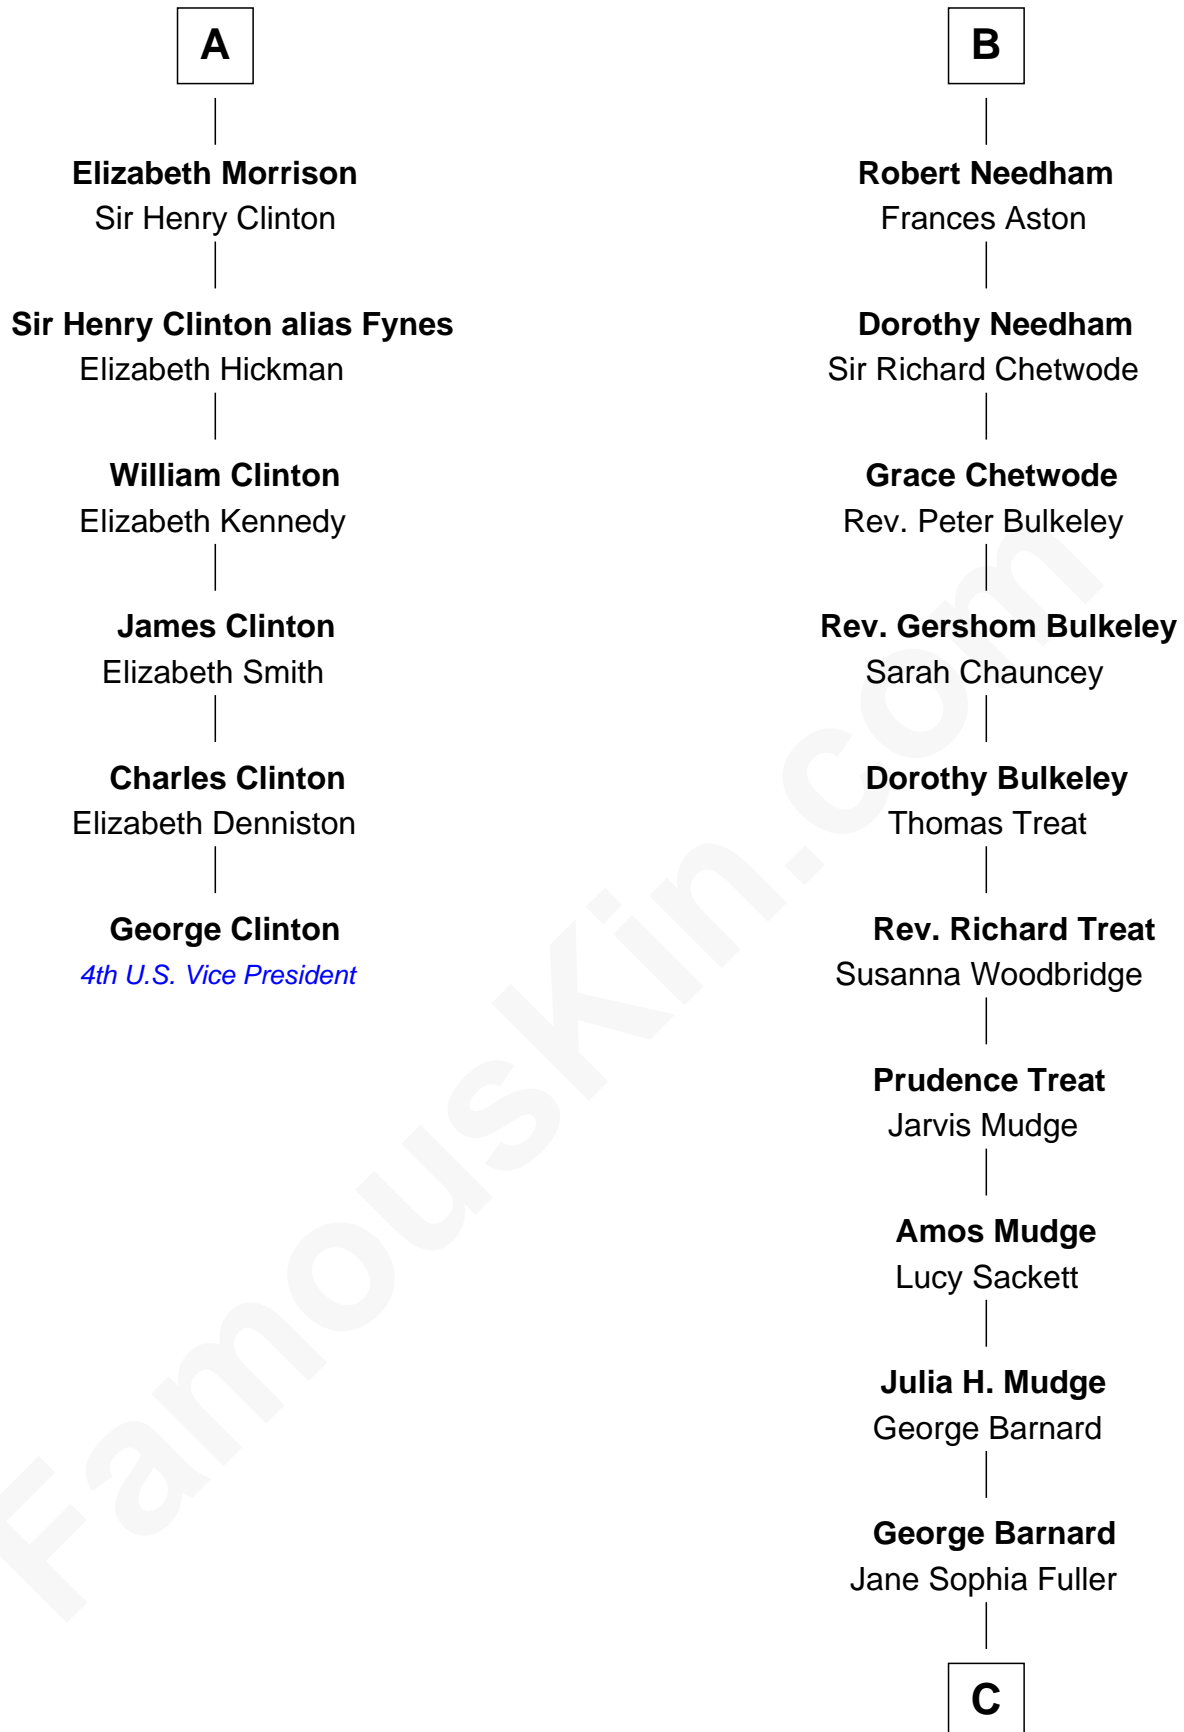 A
Elizabeth Morrison
Sir Henry Clinton
Sir Henry Clinton alias Fynes
Elizabeth Hickman
William Clinton
Elizabeth Kennedy
James Clinton
Elizabeth Smith
Charles Clinton
Elizabeth Denniston
George Clinton
4th U.S. Vice President
B
Robert Needham
Frances Aston
Dorothy Needham
Sir Richard Chetwode
Grace Chetwode
Rev. Peter Bulkeley
Rev. Gershom Bulkeley
Sarah Chauncey
Dorothy Bulkeley
Thomas Treat
Rev. Richard Treat
Susanna Woodbridge
Prudence Treat
Jarvis Mudge
Amos Mudge
Lucy Sackett
Julia H. Mudge
George Barnard
George Barnard
Jane Sophia Fuller
C
FamousKin.com